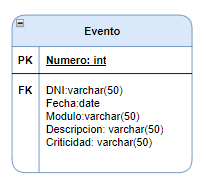 Evento
PK Numero: int
FK DNI:varchar(50)
Fecha:date
Modulo:varchar(50)
Descripcion: varchar(50)
Criticidad: varchar(50)